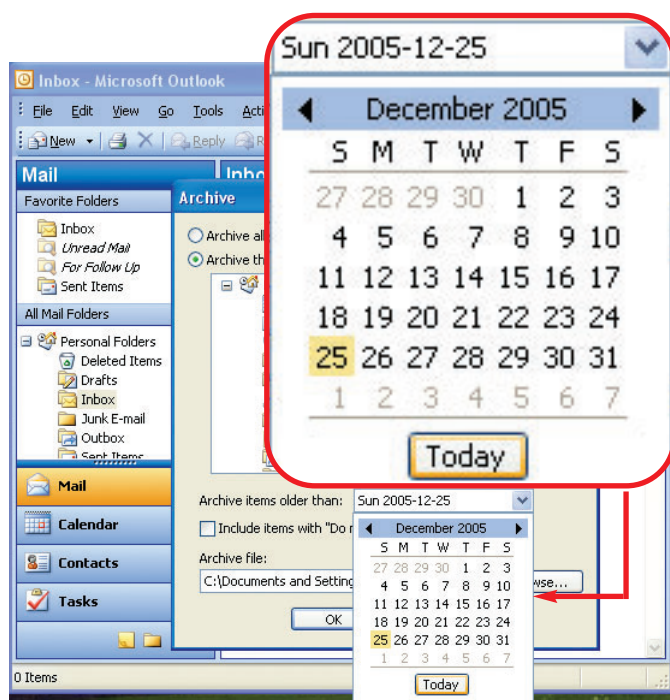 Sun 2005-12-25
December 2005
S M T W T F S
27 28 29 30 1 2 3
4 5 6 7 8 9 10
11 12 13 14 15 16 17
18 19 20 21 22 23 24
25 26 27 28 29 30 31
1 2 3 4 5 6 7
Today
Inbox - Microsoft Outlook
File Edit View Go Tools
New Reply
Mail
Favorite Folders
Inbox
Unread Mail
For Follow Up
Sent Items
All Mail Folders
Personal Folders
Deleted Items
Drafts
Inbox
Junk E-mail
Outbox
Sent Items
Mail
Calendar
Contacts
Tasks
0 Items
Archive
Archive
Archive
Archive items older than: Sun 2005-12-25
Include items with "Do
Archive file:
C:\Documents and Setting
OK
December 2005
S M T W T F S
27 28 29 30 1 2 3
4 5 6 7 8 9 10
11 12 13 14 15 16 17
18 19 20 21 22 23 24
25 26 27 28 29 30 31
1 2 3 4 5 6 7
Today